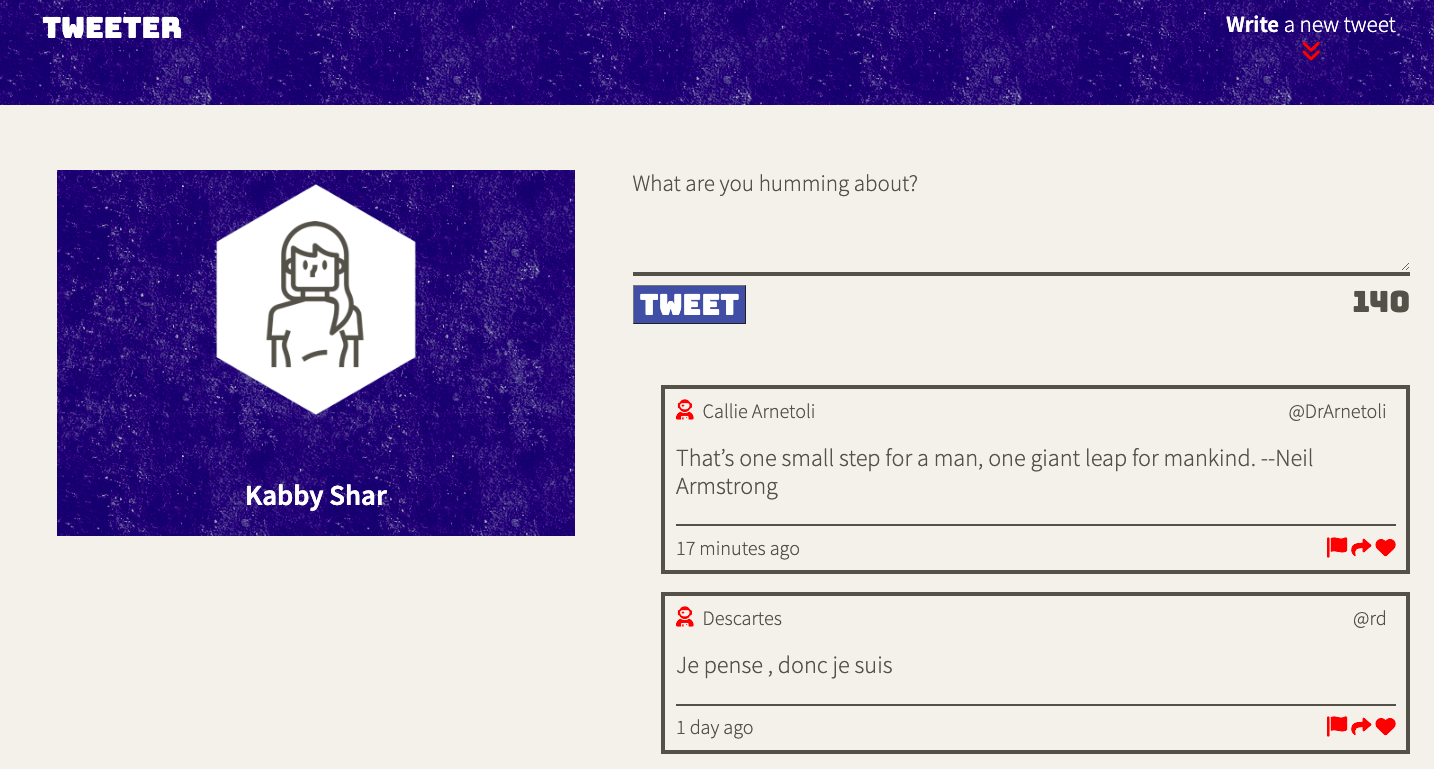 TWEETER
Write a new tweet
Kabby Shar
What are you humming about?
TWEET
140
Callie Arnetoli
@DrArnetoli
That’s one small step for a man, one giant leap for mankind. --Neil
Armstrong
17 minutes ago
Descartes
@rd
Je pense , donc je suis
1 day ago